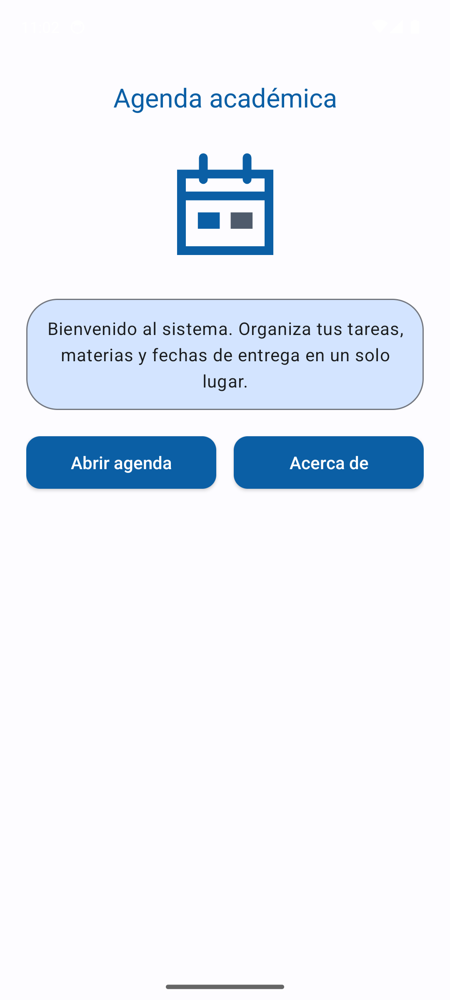 Agenda académica
Bienvenido al sistema. Organiza tus tareas,
materias y fechas de entrega en un solo
lugar.
Abrir agenda
Acerca de